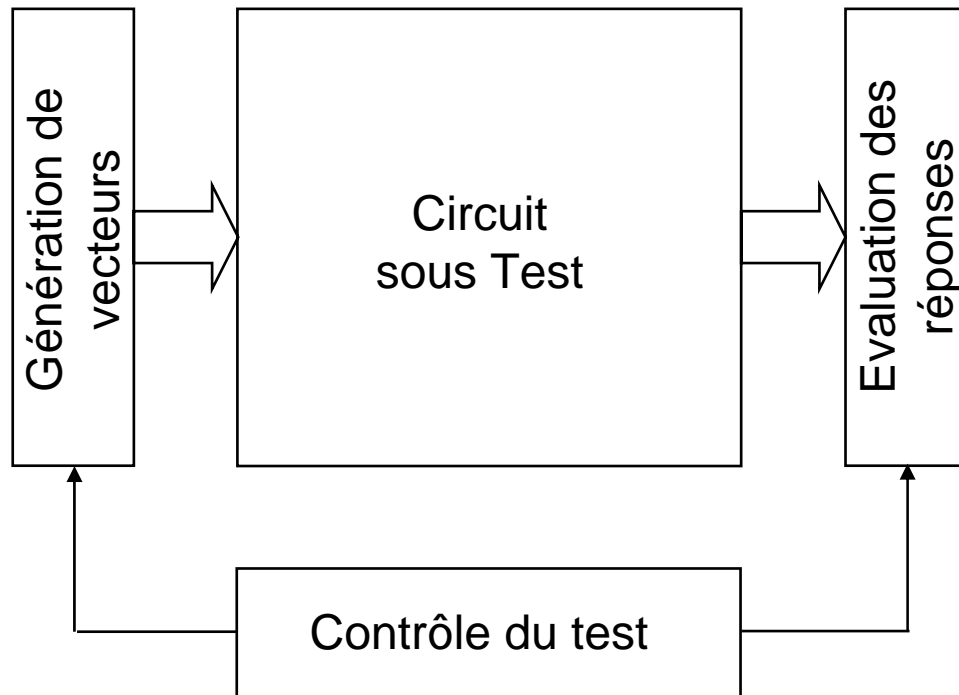 Génération de
vecteurs
Circuit
sous Test
Evaluation des
réponses
Contrôle du test